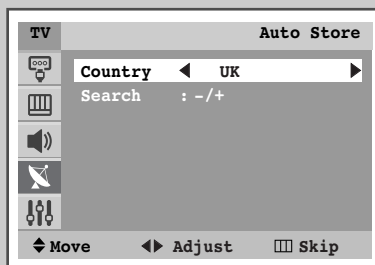 TV Auto Store
Country ◀ UK ▶
Search : -/+
Move Adjust Skip